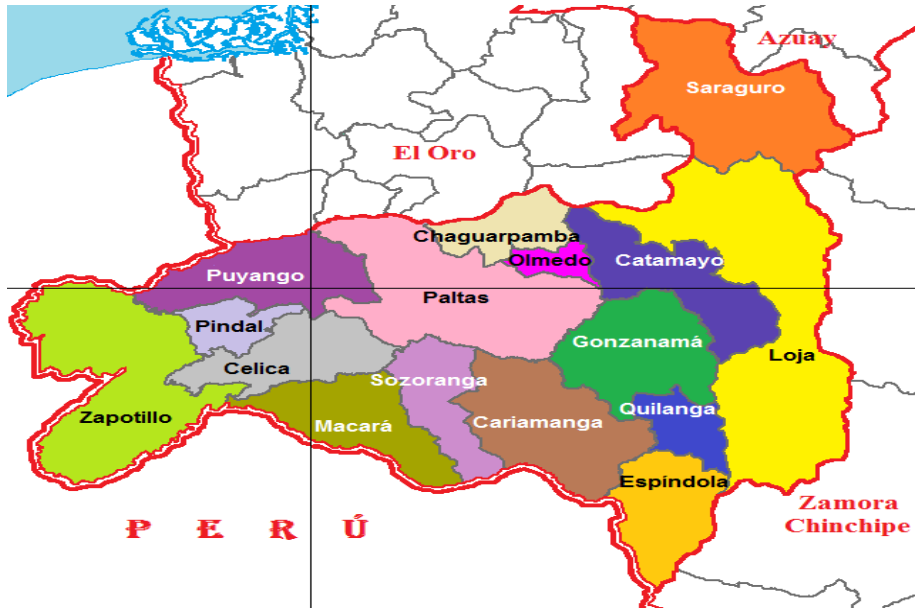 Azuay
Saraguro
El Oro
Chaguarpamba
Olmedo
Catamayo
Puyango
Paltas
Pindal
Gonzanamá
Loja
Celica
Sozoranga
Zapotillo
Macará
Cariamanga
Quilanga
Espíndola
Zamora
Chinchipe
P E R Ú